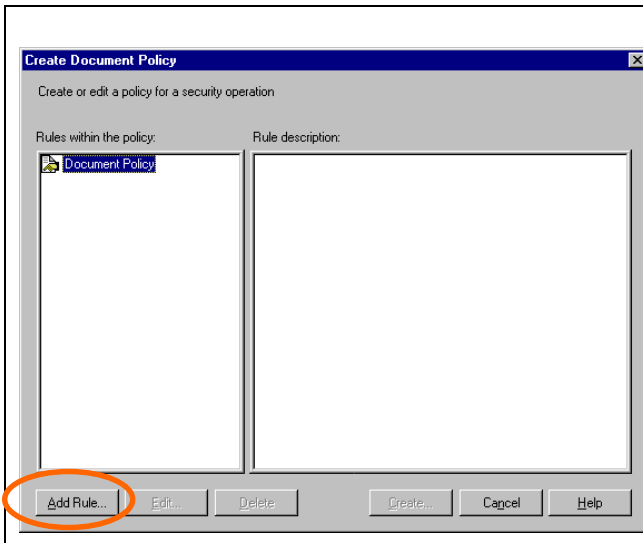 Create Document Policy
Create or edit a policy for a security operation
Rules within the policy: Rule description:
Document Policy
Add Rule... Edit... Delete Create... Cancel Help